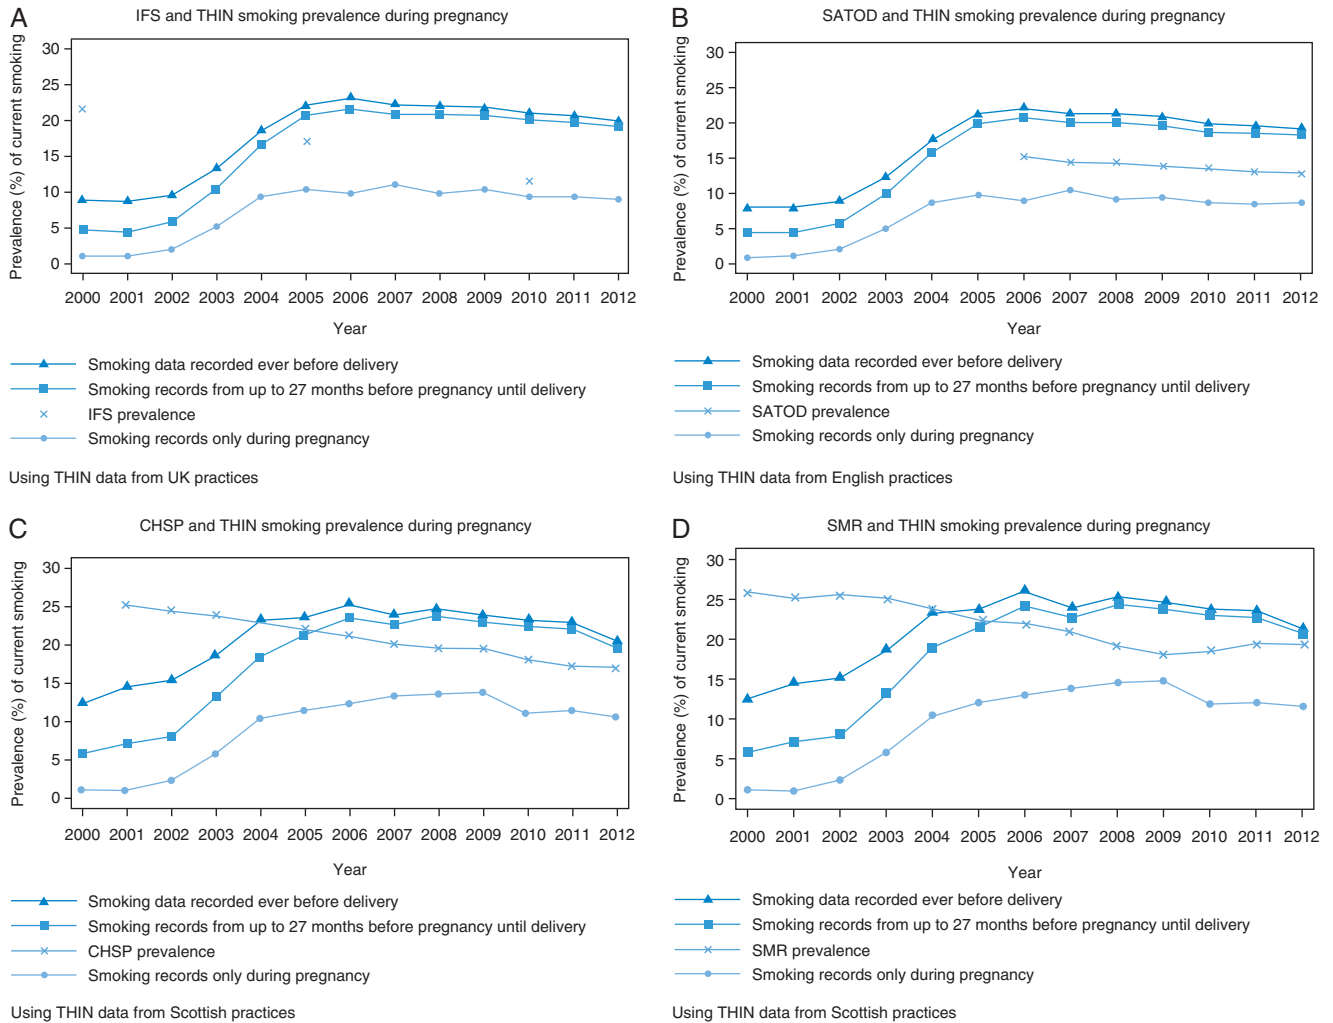 A
IFS and THIN smoking prevalence during pregnancy
Prevalence (%) of current smoking
30
25
20
15
10
5
0
2000 2001 2002 2003 2004 2005 2006 2007 2008 2009 2010 2011 2012
Year
Smoking data recorded ever before delivery
Smoking records from up to 27 months before pregnancy until delivery
IFS prevalence
Smoking records only during pregnancy
Using THIN data from UK practices
B
SATOD and THIN smoking prevalence during pregnancy
Prevalence (%) of current smoking
30
25
20
15
10
5
0
2000 2001 2002 2003 2004 2005 2006 2007 2008 2009 2010 2011 2012
Year
Smoking data recorded ever before delivery
Smoking records from up to 27 months before pregnancy until delivery
SATOD prevalence
Smoking records only during pregnancy
Using THIN data from English practices
C
CHSP and THIN smoking prevalence during pregnancy
Prevalence (%) of current smoking
30
25
20
15
10
5
0
2000 2001 2002 2003 2004 2005 2006 2007 2008 2009 2010 2011 2012
Year
Smoking data recorded ever before delivery
Smoking records from up to 27 months before pregnancy until delivery
CHSP prevalence
Smoking records only during pregnancy
Using THIN data from Scottish practices
D
SMR and THIN smoking prevalence during pregnancy
Prevalence (%) of current smoking
30
25
20
15
10
5
0
2000 2001 2002 2003 2004 2005 2006 2007 2008 2009 2010 2011 2012
Year
Smoking data recorded ever before delivery
Smoking records from up to 27 months before pregnancy until delivery
SMR prevalence
Smoking records only during pregnancy
Using THIN data from Scottish practices